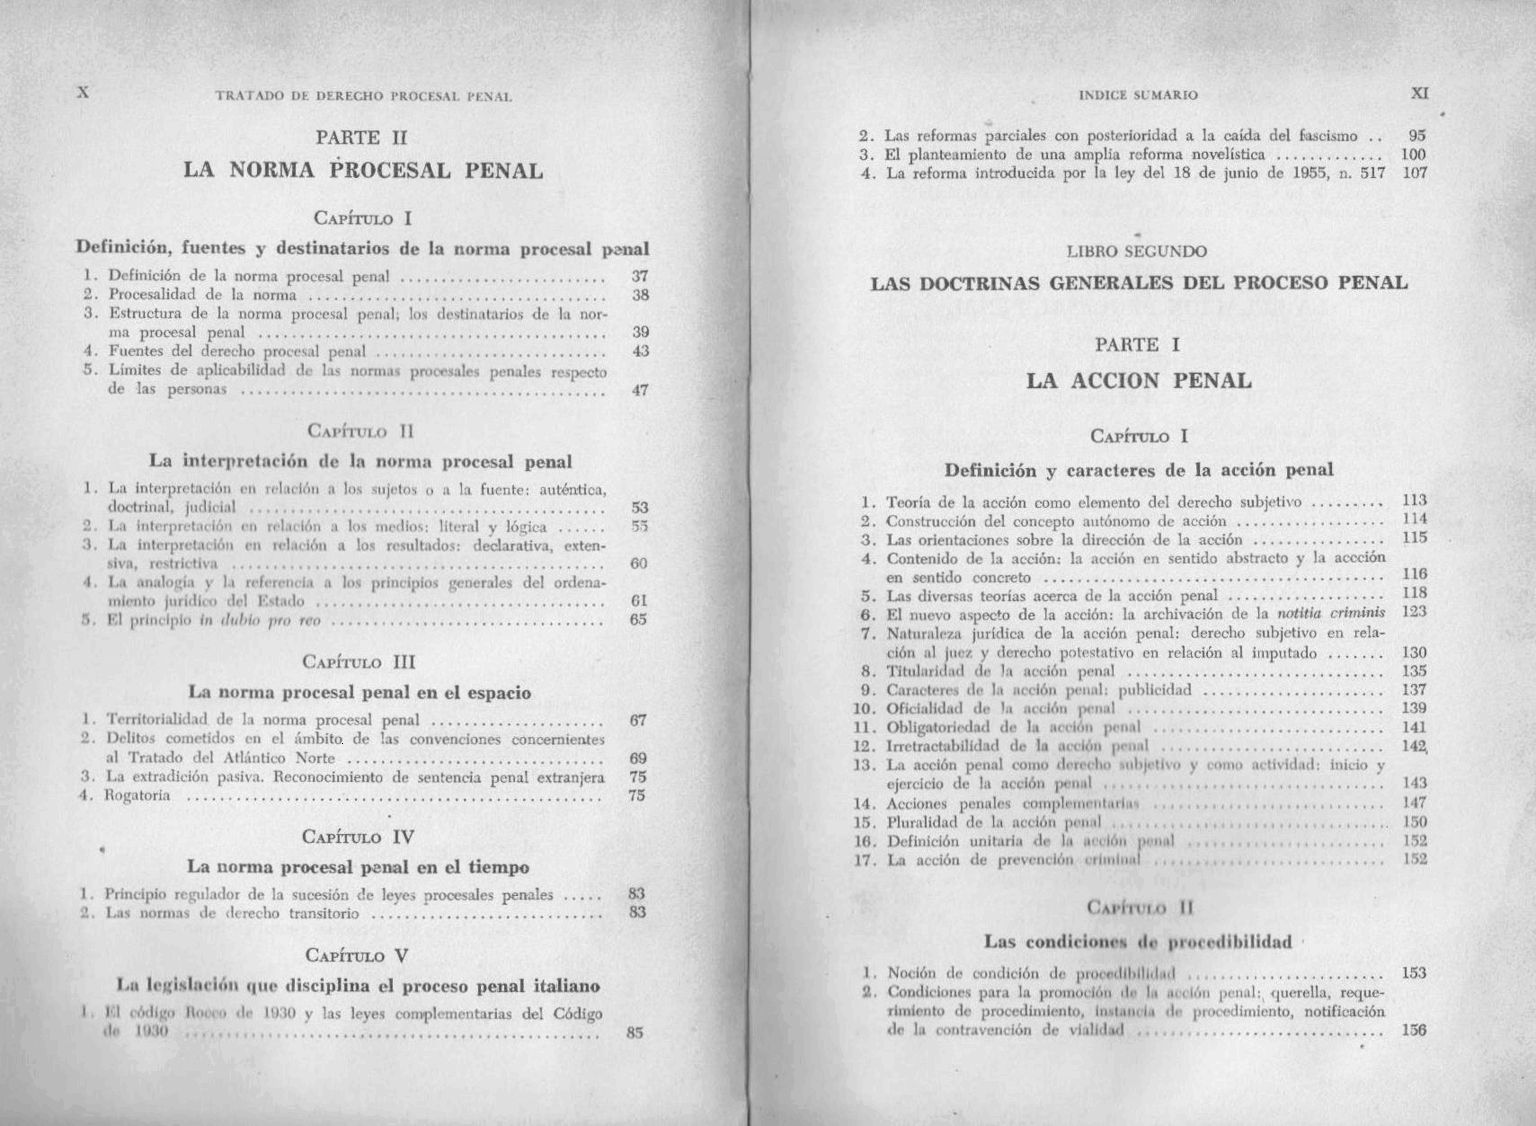 X
TRATADO DE DERECHO PROCESAL PENAL
PARTE II
LA NORMA PROCESAL PENAL
CAPÍTULO I
Definición, fuentes y destinatarios de la norma procesal penal
1. Definición de la norma procesal penal ........................ 37
2. Procesalidad de la norma .................................... 38
3. Estructura de la norma procesal penal; los destinatarios de la nor-
ma procesal penal .......................................... 39
4. Fuentes del derecho procesal penal ............................ 43
5. Límites de aplicabilidad de las normas procesales penales respecto
de las personas ............................................ 47
CAPÍTULO II
La interpretación de la norma procesal penal
1. La interpretación en relación a los sujetos o a la fuente: auténtica,
doctrinal, judicial ........................................... 53
2. La interpretación en relación a los medios: literal y lógica ...... 55
3. La interpretación en relación a los resultados: declarativa, exten-
siva, restrictiva ............................................. 60
4. La analogía y la referencia a los principios generales del ordena-
miento jurídico del Estado ................................... 61
5. El principio in dubio pro reo ................................. 65
CAPÍTULO III
La norma procesal penal en el espacio
1. Territorialidad de la norma procesal penal ..................... 67
2. Delitos cometidos en el ámbito de las convenciones concernientes
al Tratado del Atlántico Norte ............................... 69
3. La extradición pasiva. Reconocimiento de sentencia penal extranjera 75
4. Rogatoria .................................................. 75
CAPÍTULO IV
La norma procesal penal en el tiempo
1. Principio regulador de la sucesión de leyes procesales penales ..... 83
2. Las normas de derecho transitorio ............................ 83
CAPÍTULO V
La legislación que disciplina el proceso penal italiano
1. El código Rocco de 1930 y las leyes complementarias del Código
de 1930 .................................................. 85
INDICE SUMARIO
XI
2. Las reformas parciales con posterioridad a la caída del fascismo .. 95
3. El planteamiento de una amplia reforma novelística ............. 100
4. La reforma introducida por la ley del 18 de junio de 1955, n. 517 107
LIBRO SEGUNDO
LAS DOCTRINAS GENERALES DEL PROCESO PENAL
PARTE I
LA ACCION PENAL
CAPÍTULO I
Definición y caracteres de la acción penal
1. Teoría de la acción como elemento del derecho subjetivo ......... 113
2. Construcción del concepto autónomo de acción .................. 114
3. Las orientaciones sobre la dirección de la acción ................ 115
4. Contenido de la acción: la acción en sentido abstracto y la accción
en sentido concreto ......................................... 116
5. Las diversas teorías acerca de la acción penal ................... 118
6. El nuevo aspecto de la acción: la archivación de la notitia criminis 123
7. Naturaleza jurídica de la acción penal: derecho subjetivo en rela-
ción al juez y derecho potestativo en relación al imputado ....... 130
8. Titularidad de la acción penal ............................... 135
9. Caracteres de la acción penal: publicidad ...................... 137
10. Oficialidad de la acción penal ............................... 139
11. Obligatoriedad de la acción penal ............................ 141
12. Irretractabilidad de la acción penal ............................ 142
13. La acción penal como derecho subjetivo y como actividad: inicio y
ejercicio de la acción penal .................................. 143
14. Acciones penales complementarias ............................ 147
15. Pluralidad de la acción penal ................................. 150
16. Definición unitaria de la acción penal ........................ 152
17. La acción de prevención criminal ............................ 152
CAPÍTULO II
Las condiciones de procedibilidad
1. Noción de condición de procedibilidad ........................ 153
2. Condiciones para la promoción de la acción penal: querella, reque-
rimiento de procedimiento, instancia de procedimiento, notificación
de la contravención de vialidad .............................. 156